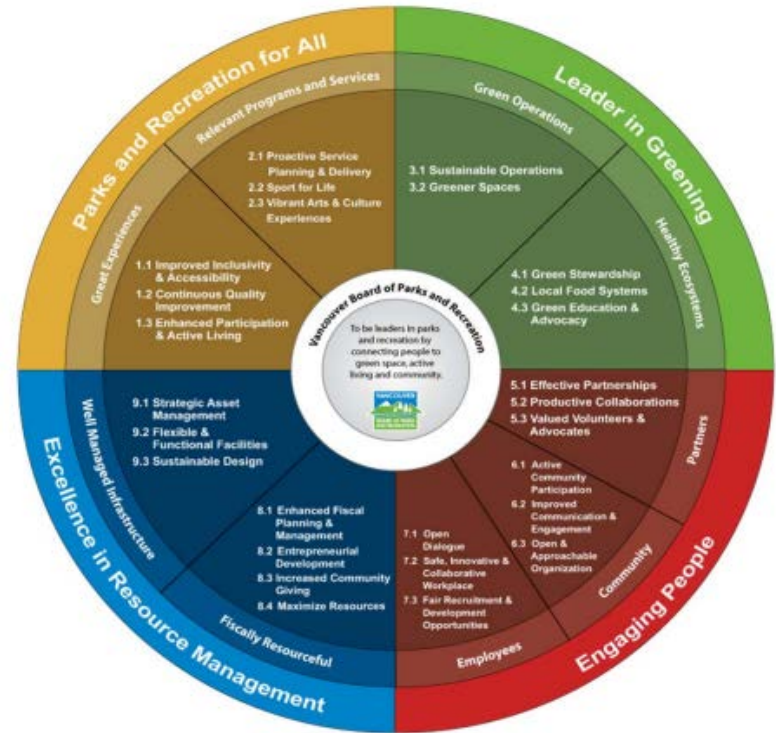 Parks and Recreation for All
Relevant Programs and Services
2.1 Proactive Service
Planning & Delivery
2.2 Sport for Life
2.3 Vibrant Arts & Culture
Experiences
Great Experiences
1.1 Improved Inclusivity
& Accessibility
1.2 Continuous Quality
Improvement
1.3 Enhanced Participation
& Active Living
Leader in Greening
Green Operations
3.1 Sustainable Operations
3.2 Greener Spaces
Healthy Ecosystems
4.1 Green Stewardship
4.2 Local Food Systems
4.3 Green Education &
Advocacy
Vancouver Board of Parks and Recreation
To be leaders in parks
and recreation by
connecting people to
green space, active
living and community.
VANCOUVER
Engaging People
Partners
5.1 Effective Partnerships
5.2 Productive Collaborations
5.3 Valued Volunteers &
Advocates
Community
6.1 Active
Community
Participation
6.2 Improved
Communication &
Engagement
6.3 Open &
Approachable
Organization
Employees
7.1 Open
Dialogue
7.2 Safe, Innovative &
Collaborative
Workplace
7.3 Fair Recruitment &
Development
Opportunities
Excellence in Resource Management
Fiscally Resourceful
8.1 Enhanced Fiscal
Planning &
Management
8.2 Entrepreneurial
Development
8.3 Increased Community
Giving
8.4 Maximize Resources
Well Managed Infrastructure
9.1 Strategic Asset
Management
9.2 Flexible &
Functional Facilities
9.3 Sustainable Design